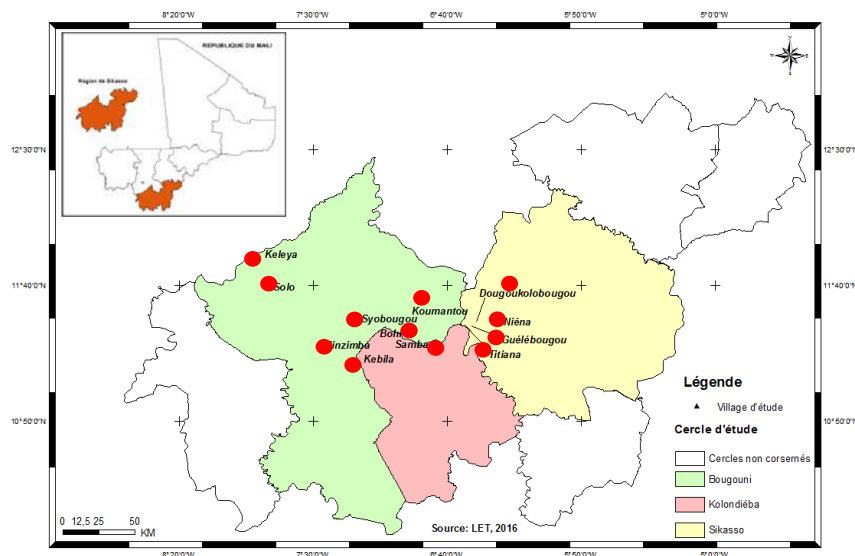 8°20'0"W 7°30'0"W 6°40'0"W 5°50'0"W 5°0'0"W
REPUBLIQUE DU MALI
Région de Sikasso
12°30'0"N 12°30'0"N
Keleya
11°40'0"N 11°40'0"N
Solo
Dougoukolobougou
Koumantou
Syobougou
Niéna
Guélébougou
Samba
Titiana
Kebila
10°50'0"N 10°50'0"N
Légende
Village d'étude
Cercle d'étude
Cercles non consernés
Bougouni
Kolondiéba
Sikasso
0 12,5 25 50
KM
Source: LET, 2016
8°20'0"W 7°30'0"W 6°40'0"W 5°50'0"W 5°0'0"W